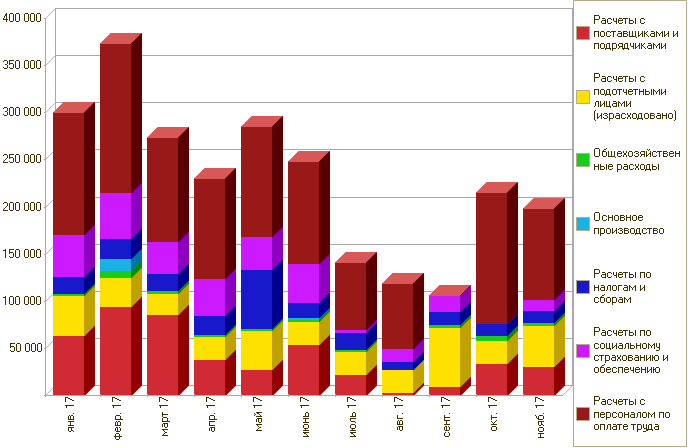 400 000
350 000
300 000
250 000
200 000
150 000
100 000
50 000
янв. 17
февр. 17
март 17
апр. 17
май 17
июнь 17
июль 17
авг. 17
сент. 17
окт. 17
нояб. 17
Расчеты с
поставщиками и
подрядчиками
Расчеты с
подотчетными
лицами
(израсходовано)
Общехозяйствен
ные расходы
Основное
производство
Расчеты по
налогам и
сборам
Расчеты по
социальному
страхованию и
обеспечению
Расчеты с
персоналом по
оплате труда